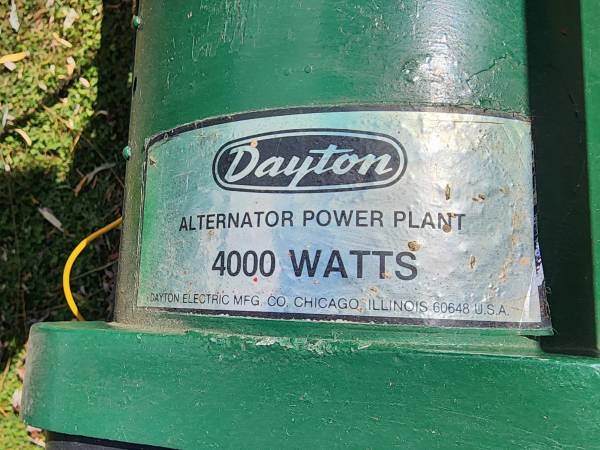 Dayton
ALTERNATOR POWER PLANT
4000 WATTS
DAYTON ELECTRIC MFG. CO. CHICAGO, ILLINOIS 60648 U.S.A.